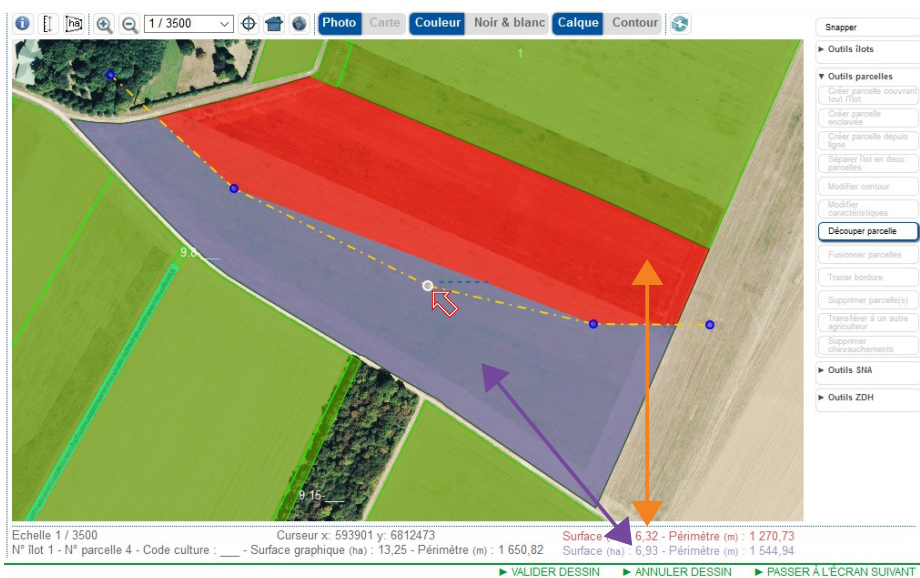 1 / 3500 Photo Carte Couleur Noir & blanc Calque Contour
Snapper
► Outils îlots
▼ Outils parcelles
Créer parcelle couvrant
tout l'îlot
Créer parcelle
enclavée
Créer parcelle depuis
ligne
Séparer îlot en deux
parcelles
Modifier contour
Modifier
caractéristiques
Découper parcelle
Fusionner parcelles
Tracer bordure
Supprimer parcelle(s)
Transférer à un autre
agriculteur
Supprimer
chevauchements
► Outils SNA
► Outils ZDH
1
9.8-___
9.15-___
Echelle 1 / 3500 Curseur x: 593901 y: 6812473 Surface (ha) : 6,32 - Périmètre (m) : 1 270,73
N° îlot 1 - N° parcelle 4 - Code culture : ___ - Surface graphique (ha) : 13,25 - Périmètre (m) : 1 650,82 Surface (ha) : 6,93 - Périmètre (m) : 1 544,94
► VALIDER DESSIN ► ANNULER DESSIN ► PASSER À L'ÉCRAN SUIVANT